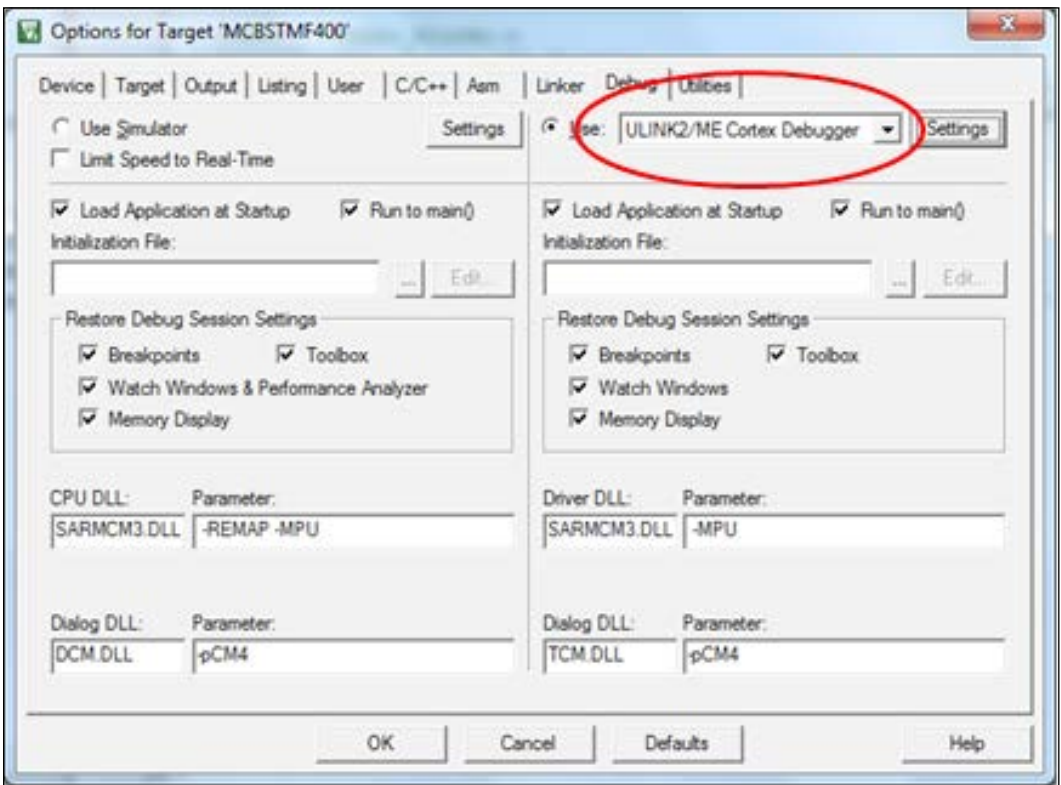 Options for Target 'MCBSTMF400'
Device | Target | Output | Listing | User | C/C++ | Asm | Linker Debug | Utilities
Use Simulator Settings Use: ULINK2/ME Cortex Debugger Settings
Limit Speed to Real-Time
Load Application at Startup Run to main() Load Application at Startup Run to main()
Initialization File: Initialization File:
... Edit... ... Edit...
Restore Debug Session Settings Restore Debug Session Settings
Breakpoints Toolbox Breakpoints Toolbox
Watch Windows & Performance Analyzer Watch Windows
Memory Display Memory Display
CPU DLL: Parameter: Driver DLL: Parameter:
SARMCM3.DLL -REMAP -MPU SARMCM3.DLL -MPU
Dialog DLL: Parameter: Dialog DLL: Parameter:
DCM.DLL -pCM4 TCM.DLL -pCM4
OK Cancel Defaults Help